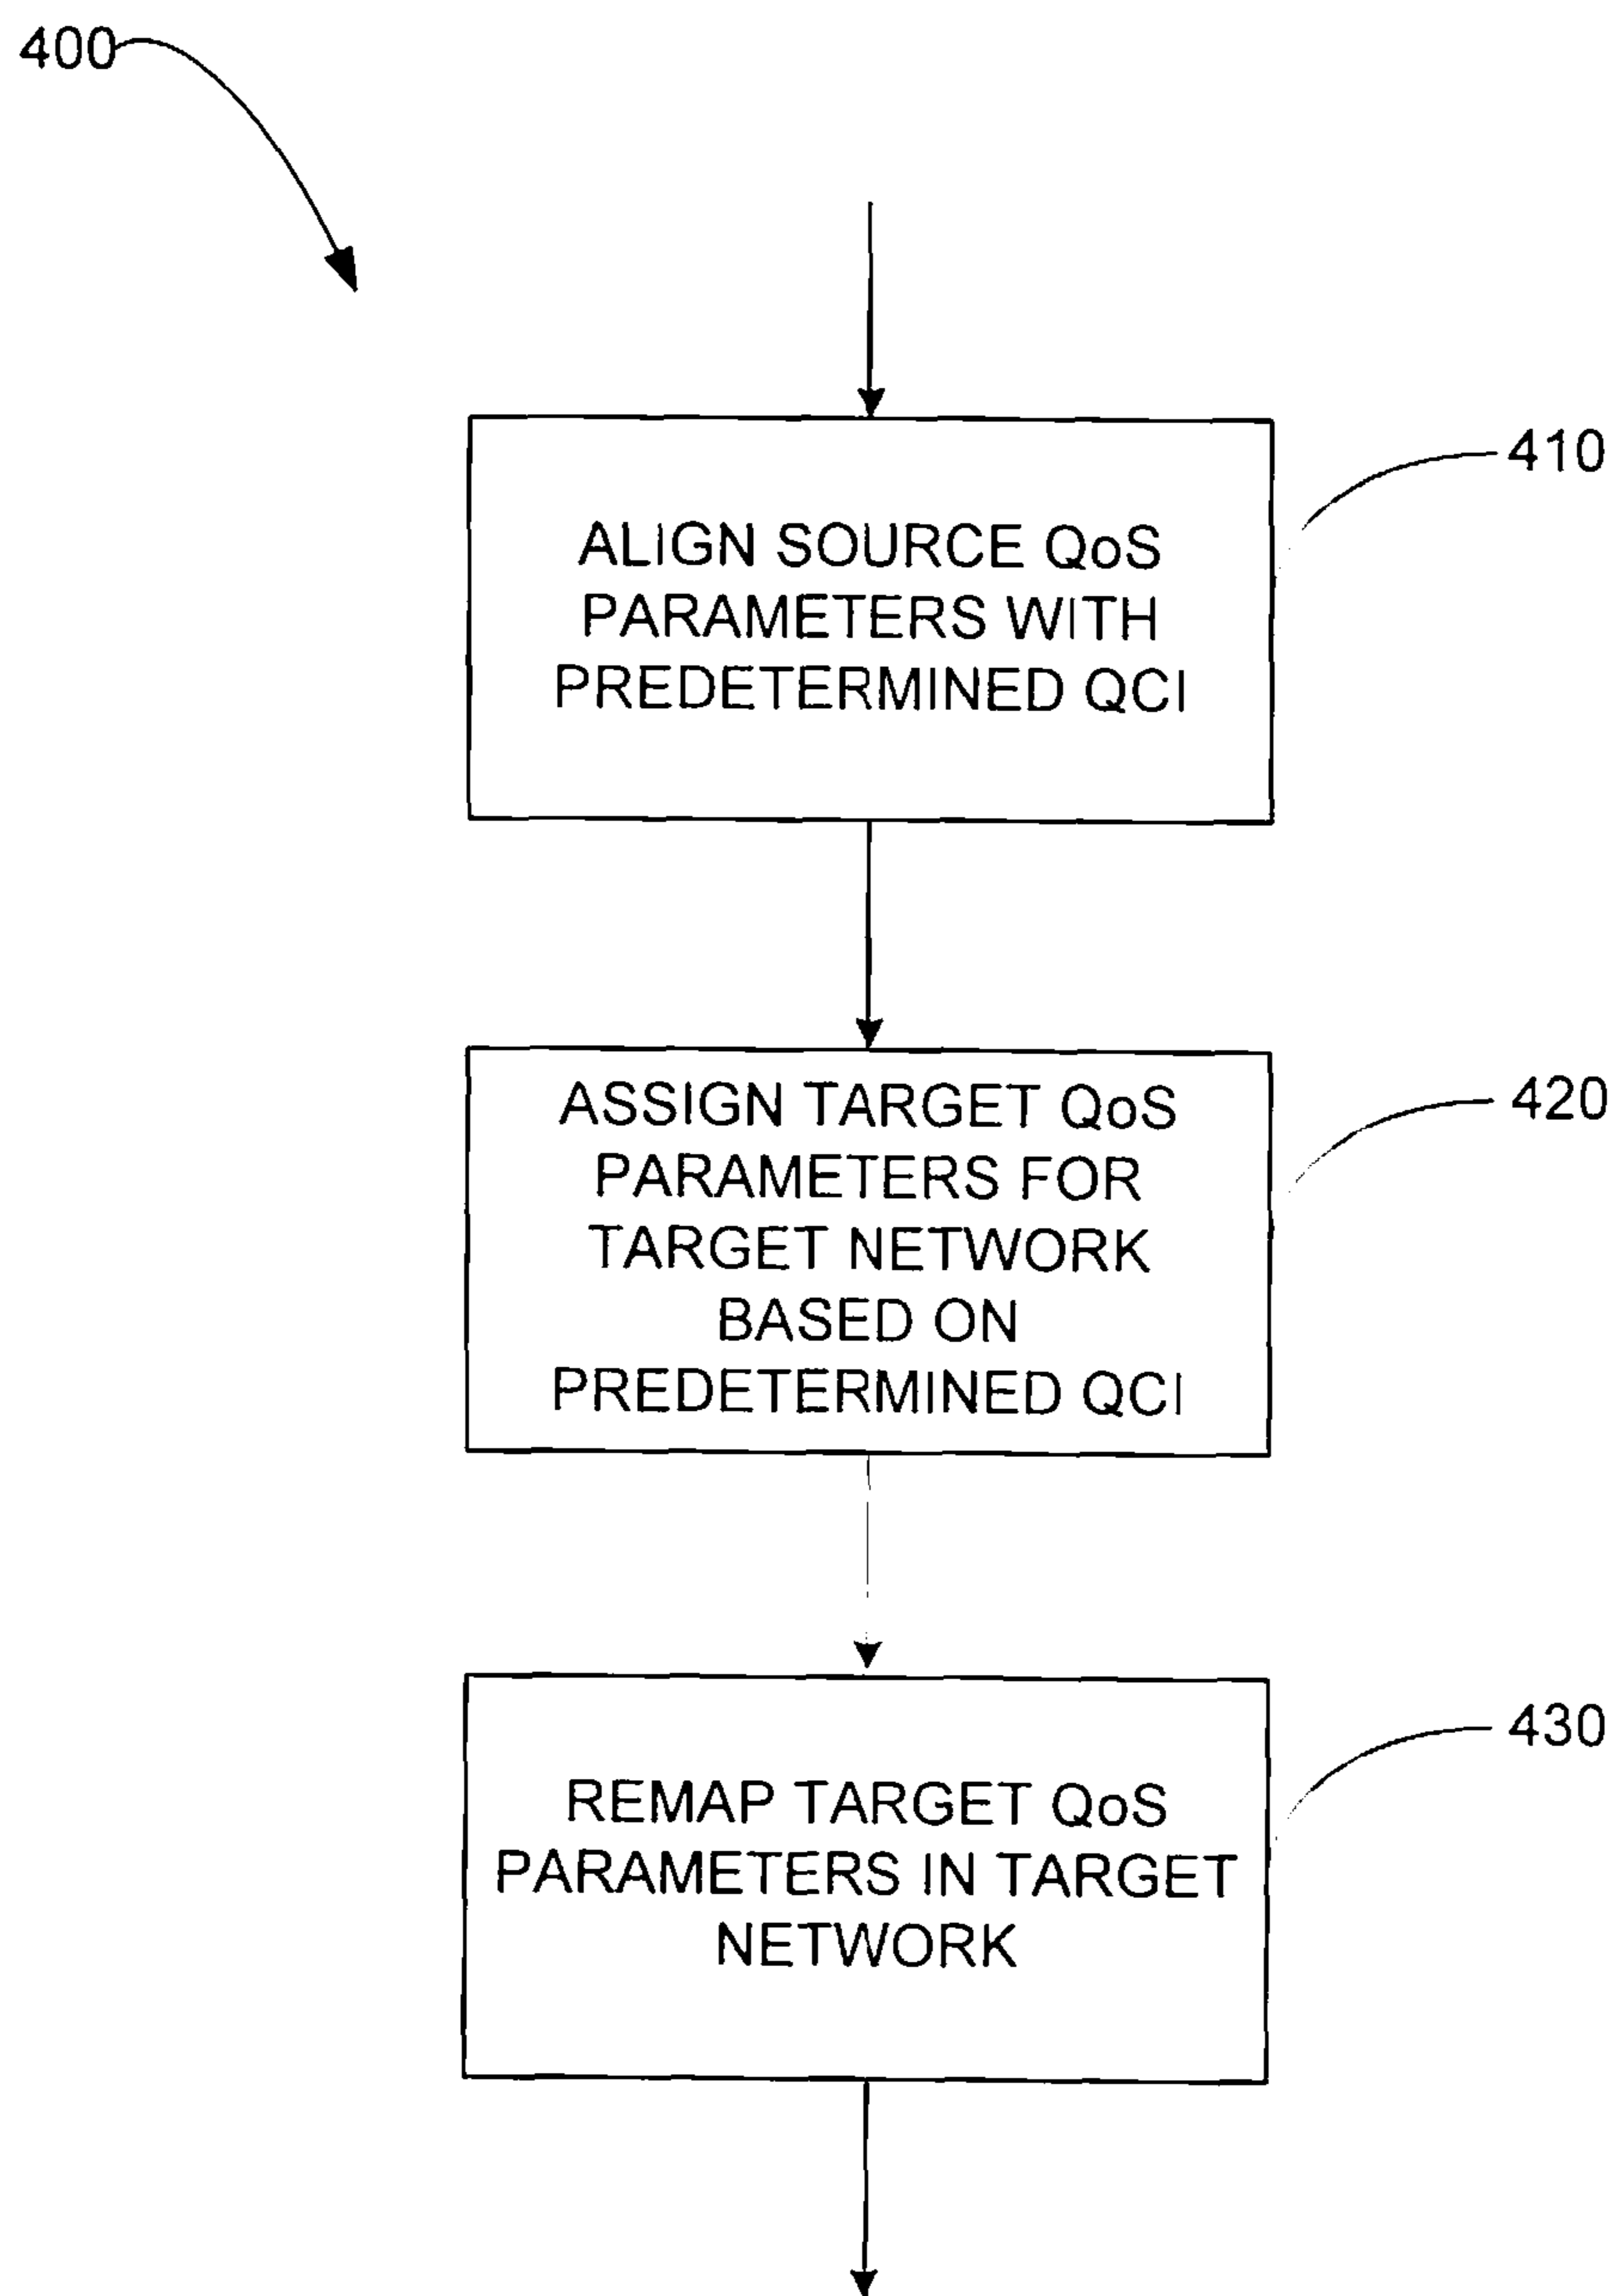 400
410
ALIGN SOURCE QoS
PARAMETERS WITH
PREDETERMINED QCI
420
ASSIGN TARGET QoS
PARAMETERS FOR
TARGET NETWORK
BASED ON
PREDETERMINED QCI
430
REMAP TARGET QoS
PARAMETERS IN TARGET
NETWORK